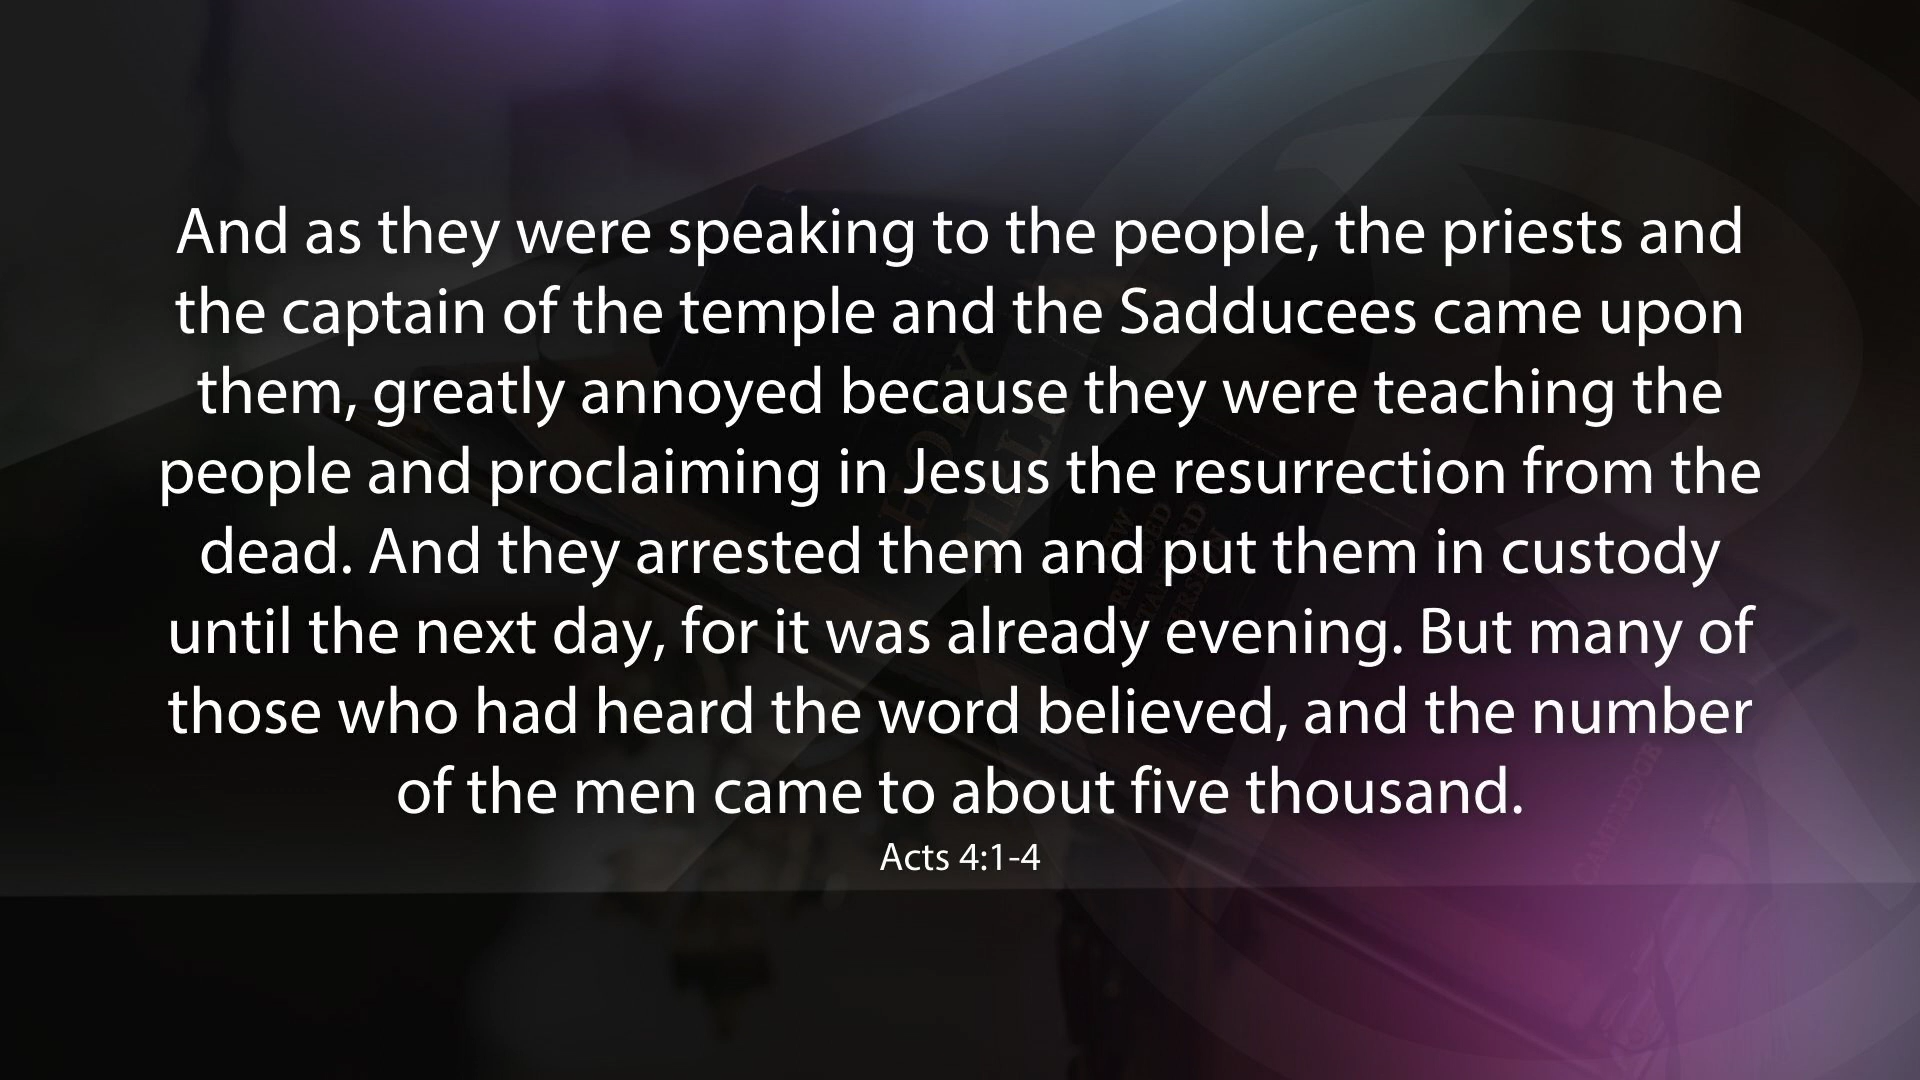 And as they were speaking to the people, the priests and
the captain of the temple and the Sadducees came upon
them, greatly annoyed because they were teaching the
people and proclaiming in Jesus the resurrection from the
dead. And they arrested them and put them in custody
until the next day, for it was already evening. But many of
those who had heard the word believed, and the number
of the men came to about five thousand.
Acts 4:1-4
HOLY